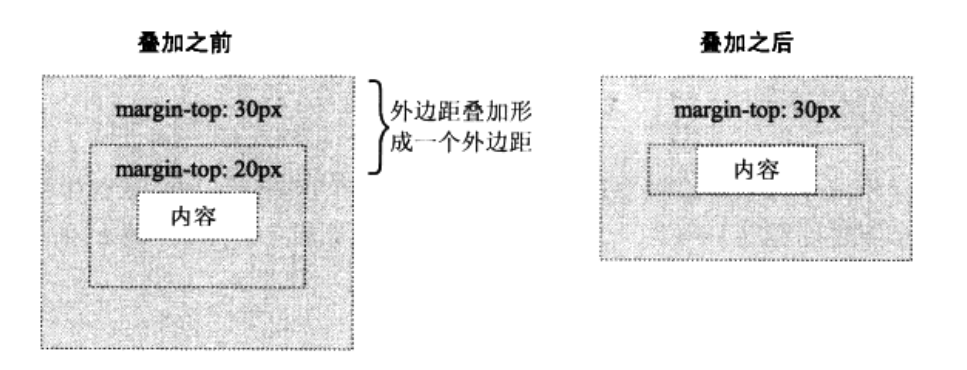 叠加之前
margin-top: 30px
margin-top: 20px
内容
外边距叠加形
成一个外边距
叠加之后
margin-top: 30px
内容